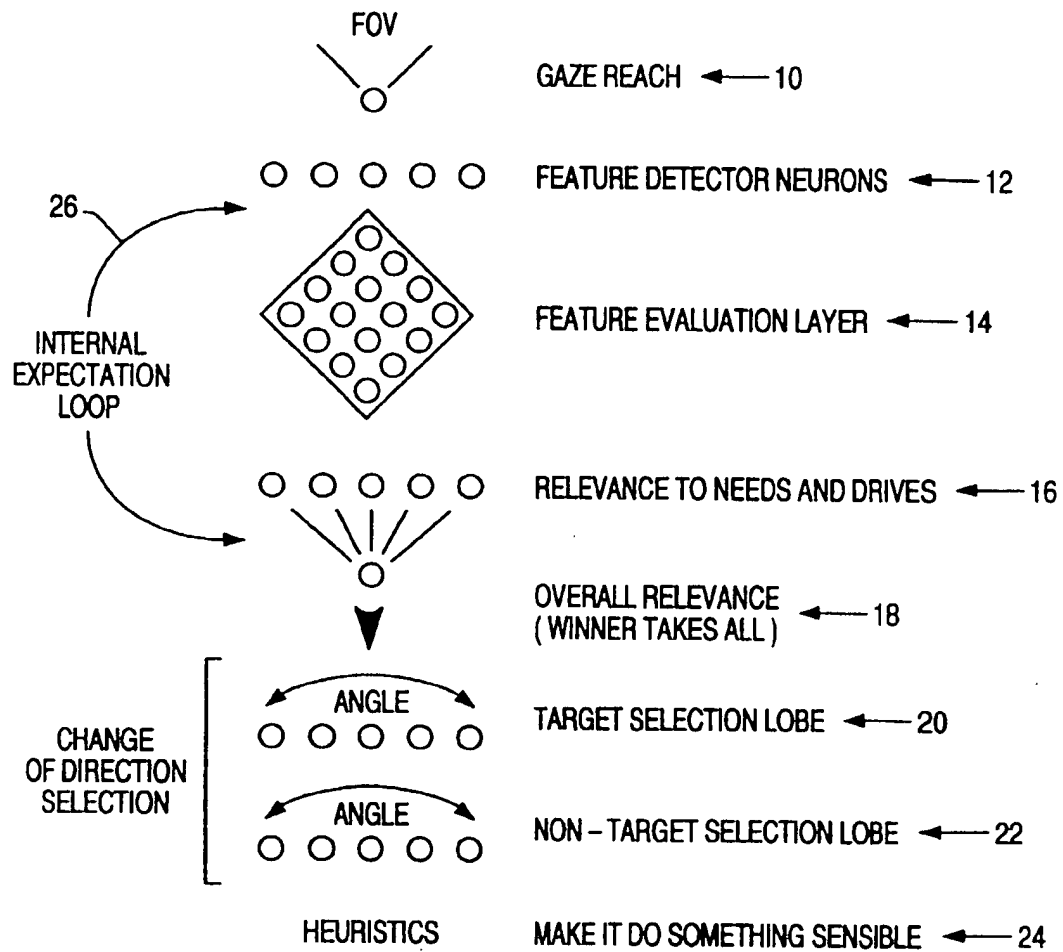 FOV
GAZE REACH 10
FEATURE DETECTOR NEURONS 12
26
FEATURE EVALUATION LAYER 14
INTERNAL
EXPECTATION
LOOP
RELEVANCE TO NEEDS AND DRIVES 16
OVERALL RELEVANCE
( WINNER TAKES ALL ) 18
ANGLE
TARGET SELECTION LOBE 20
CHANGE
OF DIRECTION
SELECTION
ANGLE
NON – TARGET SELECTION LOBE 22
HEURISTICS MAKE IT DO SOMETHING SENSIBLE 24